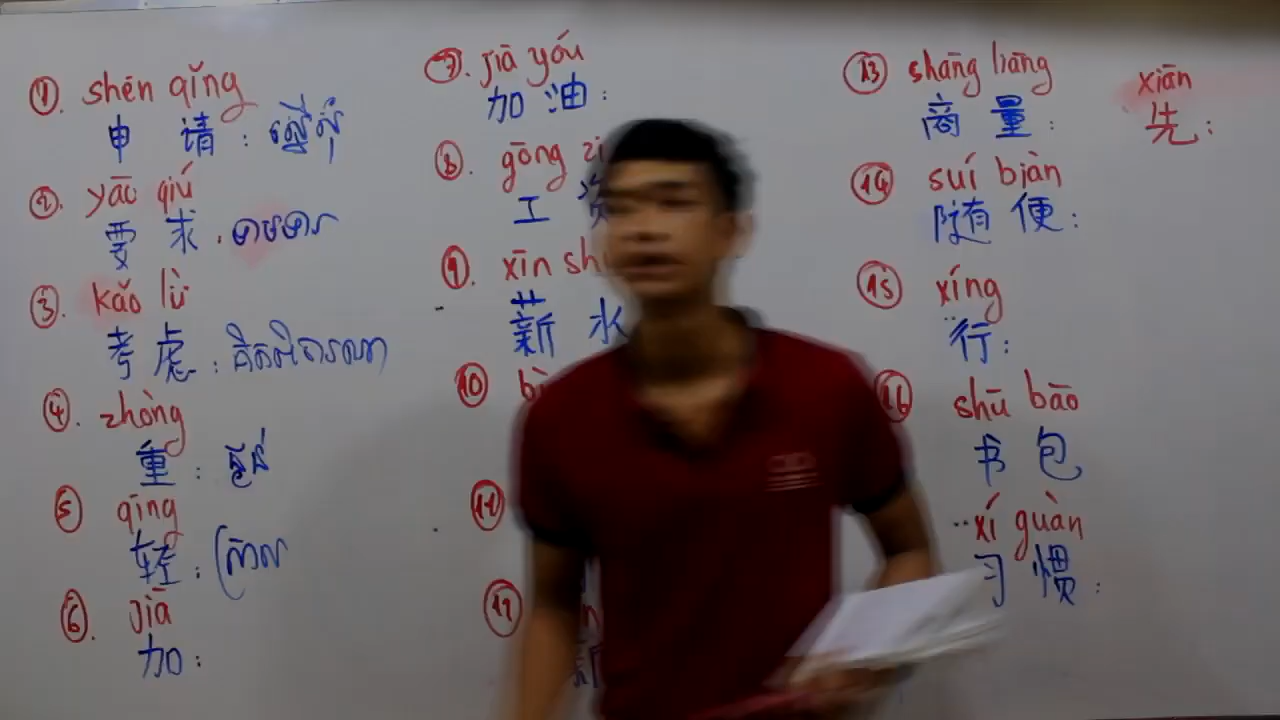 1. shēn qǐng
申 请 : ស្នើសុំ
2. yāo qiú
要 求 : ទាមទារ
3. kǎo lǜ
考 虑 : គិតពិចារណា
4. zhòng
重 : ធ្ងន់
5 qīng
轻 : ស្រាល
6. jiā
加 :
7. jiā yóu
加 油 :
8. gōng zī
工 资
9. xīn sh
薪 水
10
11
12
13 shāng liāng
商 量 :
14 suí biàn
随 便 :
15 xíng
行 :
16 shū bāo
书 包
xí guàn
习 惯 :
xiān
先 :